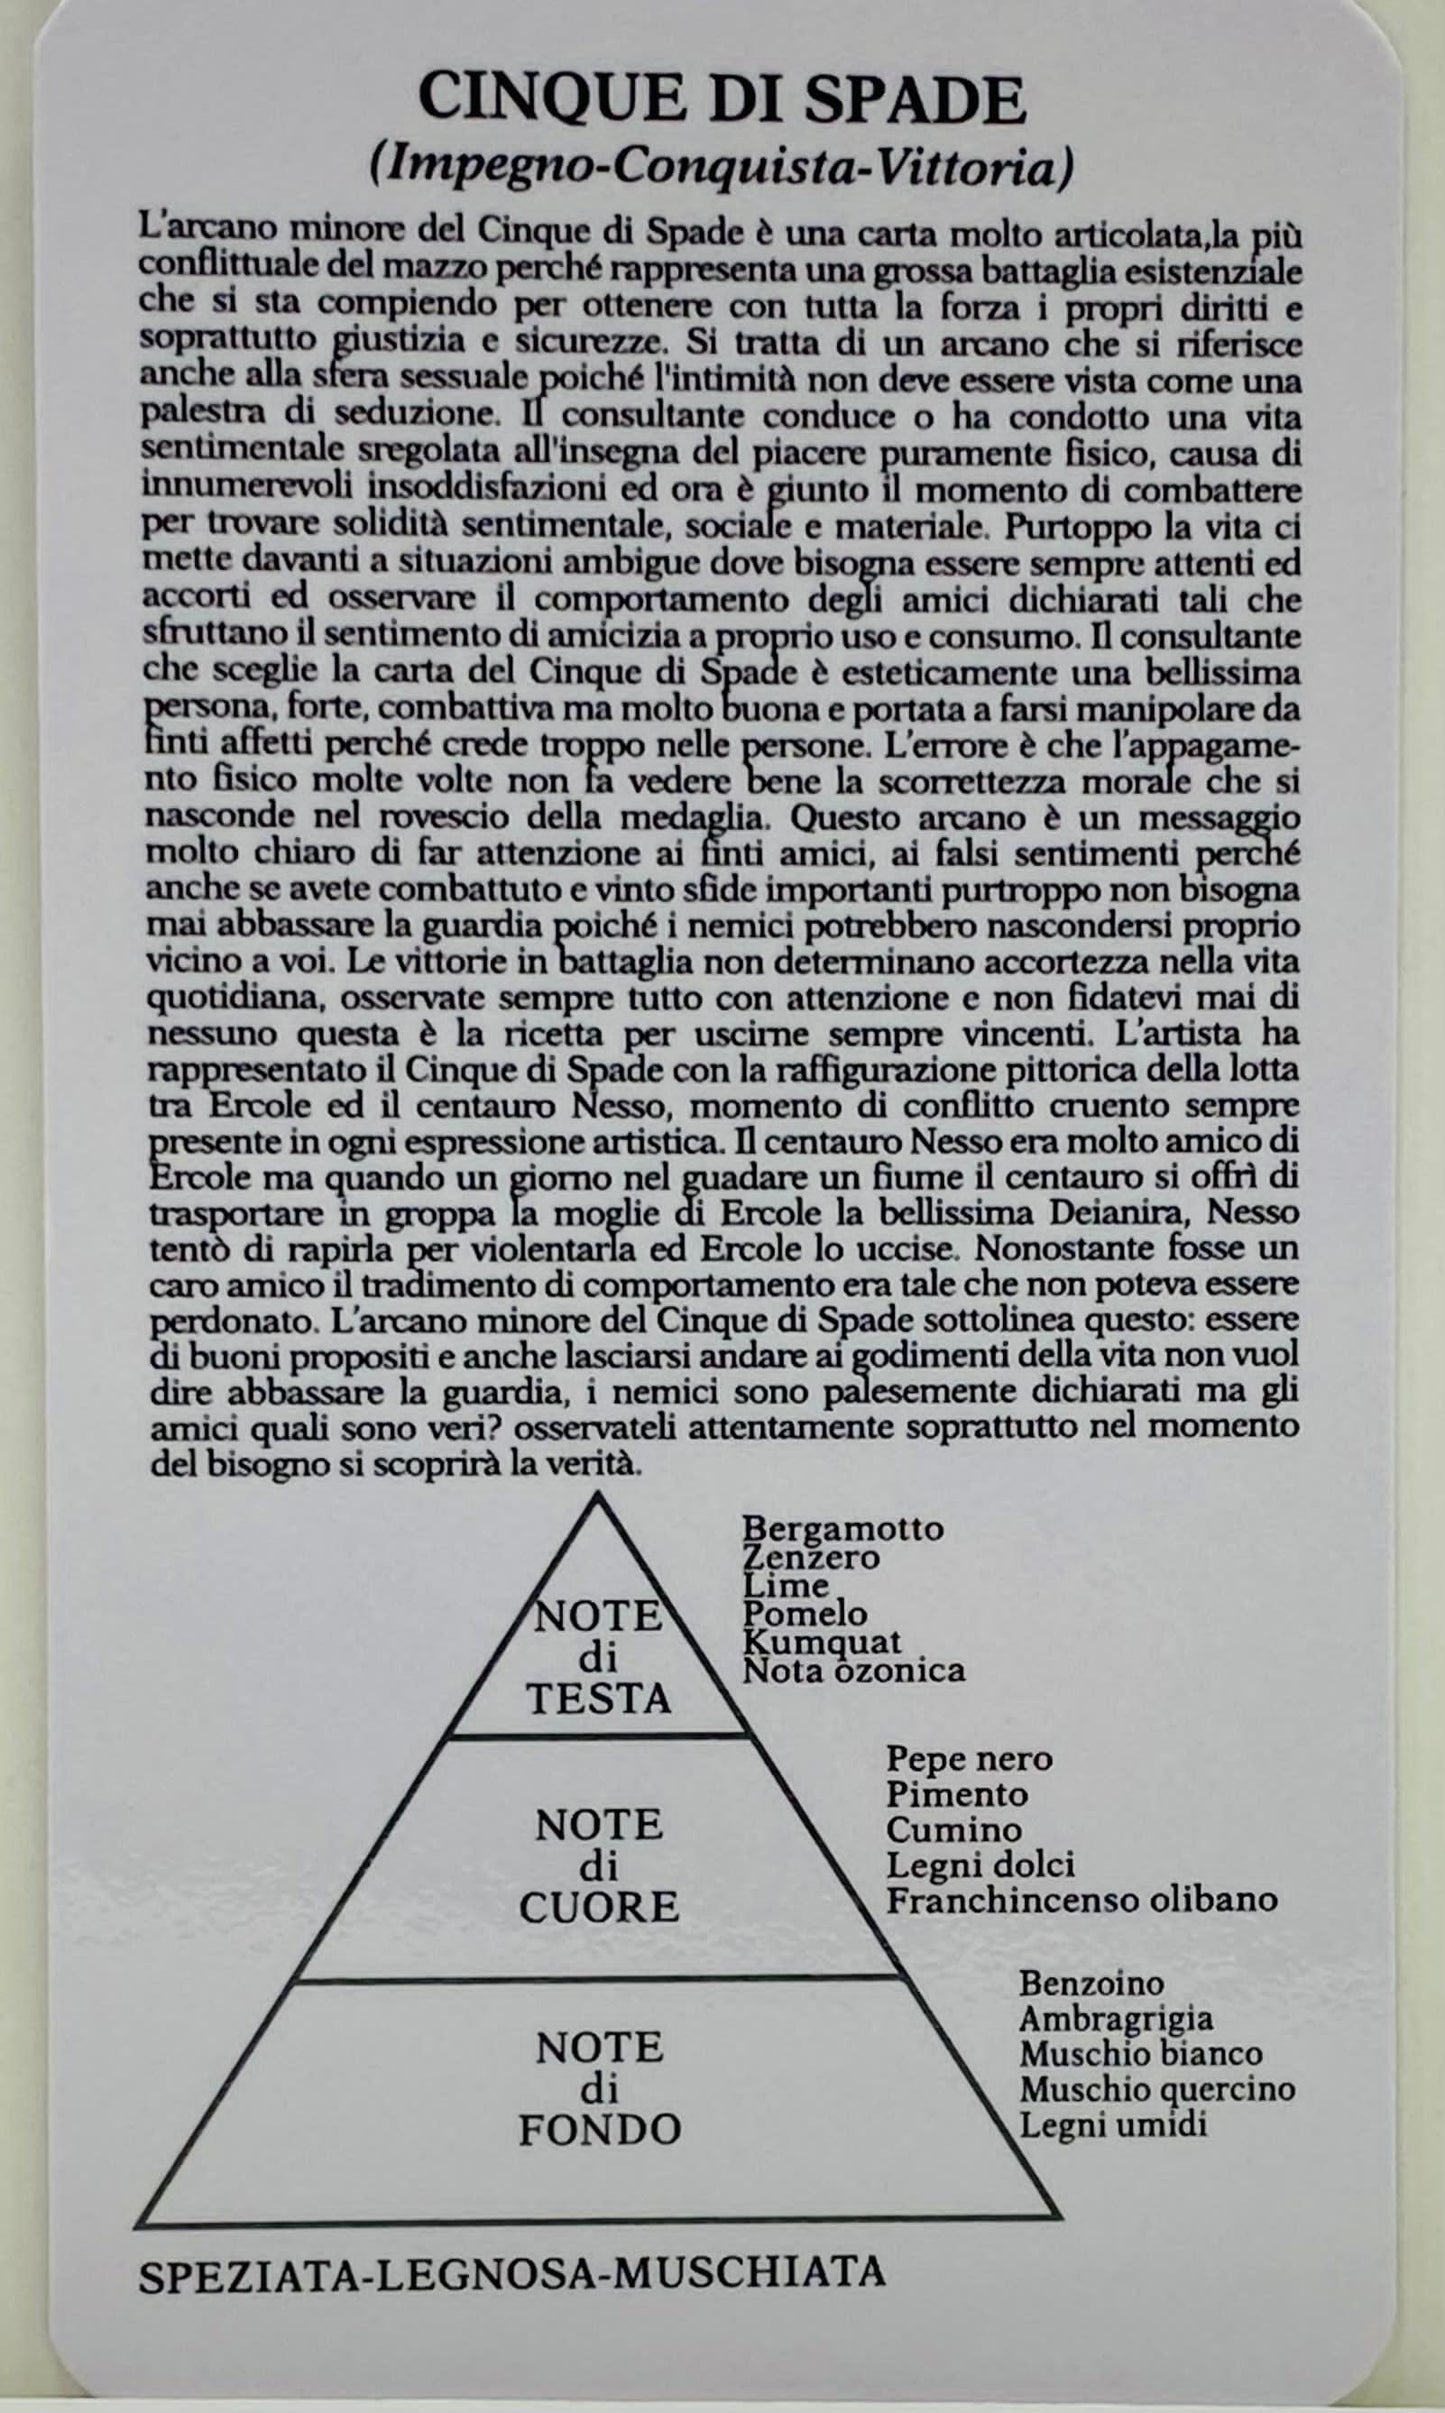 CINQUE DI SPADE
(Impegno-Conquista-Vittoria)
L'arcano minore del Cinque di Spade è una carta molto articolata,la più
conflittuale del mazzo perché rappresenta una grossa battaglia esistenziale
che si sta compiendo per ottenere con tutta la forza i propri diritti e
soprattutto giustizia e sicurezze. Si tratta di un arcano che si riferisce
anche alla sfera sessuale poiché l'intimità non deve essere vista come una
palestra di seduzione. Il consultante conduce o ha condotto una vita
sentimentale sregolata all'insegna del piacere puramente fisico, causa di
innumerevoli insoddisfazioni ed ora è giunto il momento di combattere
per trovare solidità sentimentale, sociale e materiale. Purtoppo la vita ci
mette davanti a situazioni ambigue dove bisogna essere sempre attenti ed
accorti ed osservare il comportamento degli amici dichiarati tali che
sfruttano il sentimento di amicizia a proprio uso e consumo. Il consultante
che sceglie la carta del Cinque di Spade è esteticamente una bellissima
persona, forte, combattiva ma molto buona e portata a farsi manipolare da
finti affetti perché crede troppo nelle persone. L'errore è che l'appagame-
nto fisico molte volte non fa vedere bene la scorrettezza morale che si
nasconde nel rovescio della medaglia. Questo arcano è un messaggio
molto chiaro di far attenzione ai finti amici, ai falsi sentimenti perché
anche se avete combattuto e vinto sfide importanti purtroppo non bisogna
mai abbassare la guardia poiché i nemici potrebbero nascondersi proprio
vicino a voi. Le vittorie in battaglia non determinano accortezza nella vita
quotidiana, osservate sempre tutto con attenzione e non fidatevi mai di
nessuno questa è la ricetta per uscirne sempre vincenti. L'artista ha
rappresentato il Cinque di Spade con la raffigurazione pittorica della lotta
tra Ercole ed il centauro Nesso, momento di conflitto cruento sempre
presente in ogni espressione artistica. Il centauro Nesso era molto amico di
Ercole ma quando un giorno nel guadare un fiume il centauro si offrì di
trasportare in groppa la moglie di Ercole la bellissima Deianira, Nesso
tentò di rapirla per violentarla ed Ercole lo uccise. Nonostante fosse un
caro amico il tradimento di comportamento era tale che non poteva essere
perdonato. L'arcano minore del Cinque di Spade sottolinea questo: essere
di buoni propositi e anche lasciarsi andare ai godimenti della vita non vuol
dire abbassare la guardia, i nemici sono palesemente dichiarati ma gli
amici quali sono veri? osservateli attentamente soprattutto nel momento
del bisogno si scoprirà la verità.
NOTE
di
TESTA
Bergamotto
Zenzero
Lime
Pomelo
Kumquat
Nota ozonica
NOTE
di
CUORE
Pepe nero
Pimento
Cumino
Legni dolci
Franchincenso olibano
NOTE
di
FONDO
Benzoino
Ambragrigia
Muschio bianco
Muschio quercino
Legni umidi
SPEZIATA-LEGNOSA-MUSCHIATA